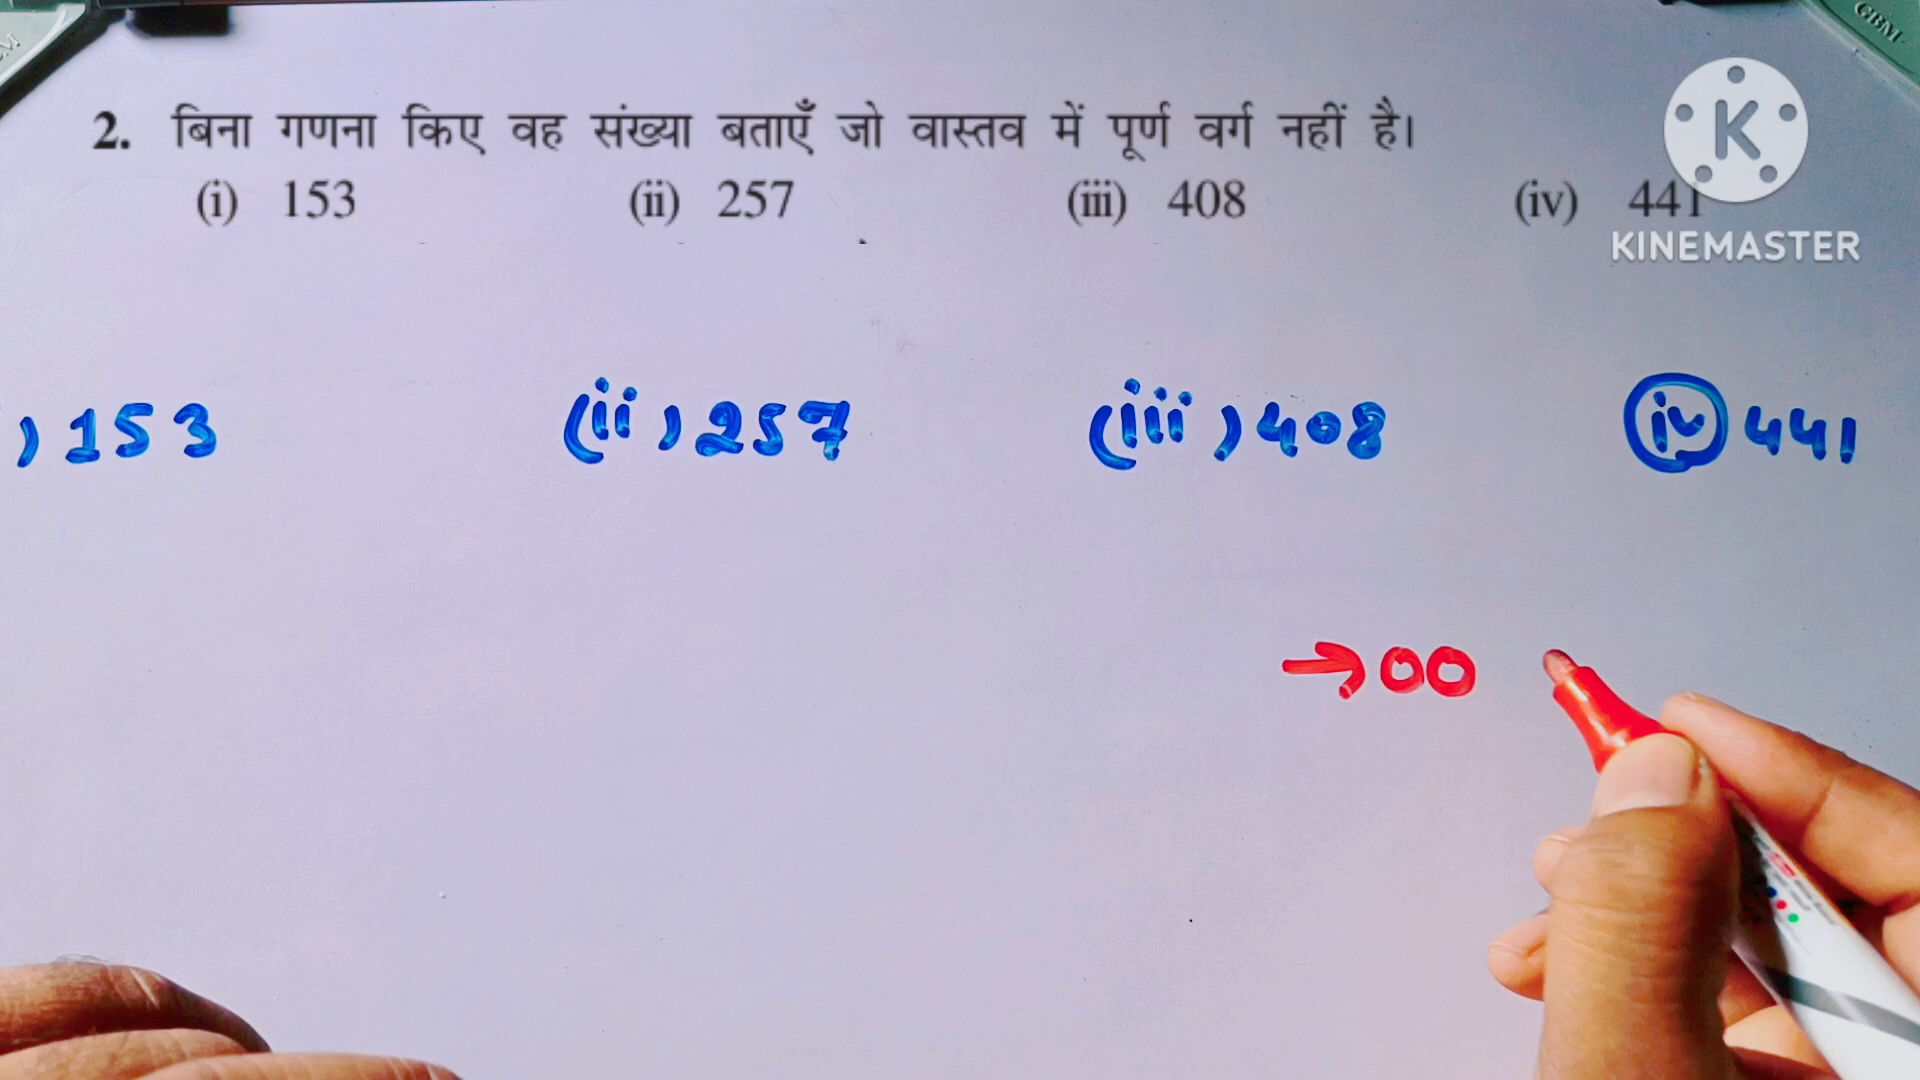 2. बिना गणना किए वह संख्या बताएँ जो वास्तव में पूर्ण वर्ग नहीं है।
(i) 153 (ii) 257 (iii) 408 (iv) 441
KINEMASTER
) 153 (ii) 257 (iii) 408 (iv) 441
→ 00
GBM